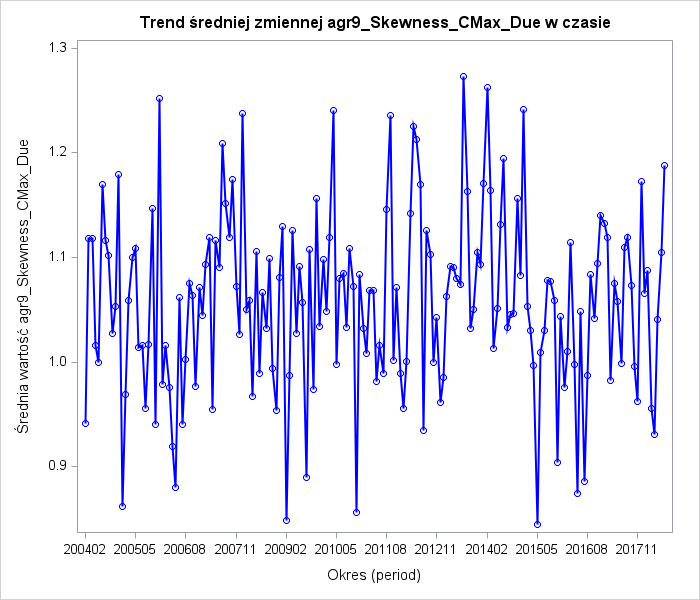 Trend średniej zmiennej agr9_Skewness_CMax_Due w czasie
1.3
1.2
1.1
1.0
0.9
Średnia wartość agr9_Skewness_CMax_Due
200402 200505 200608 200711 200902 201005 201108 201211 201402 201505 201608 201711
Okres (period)